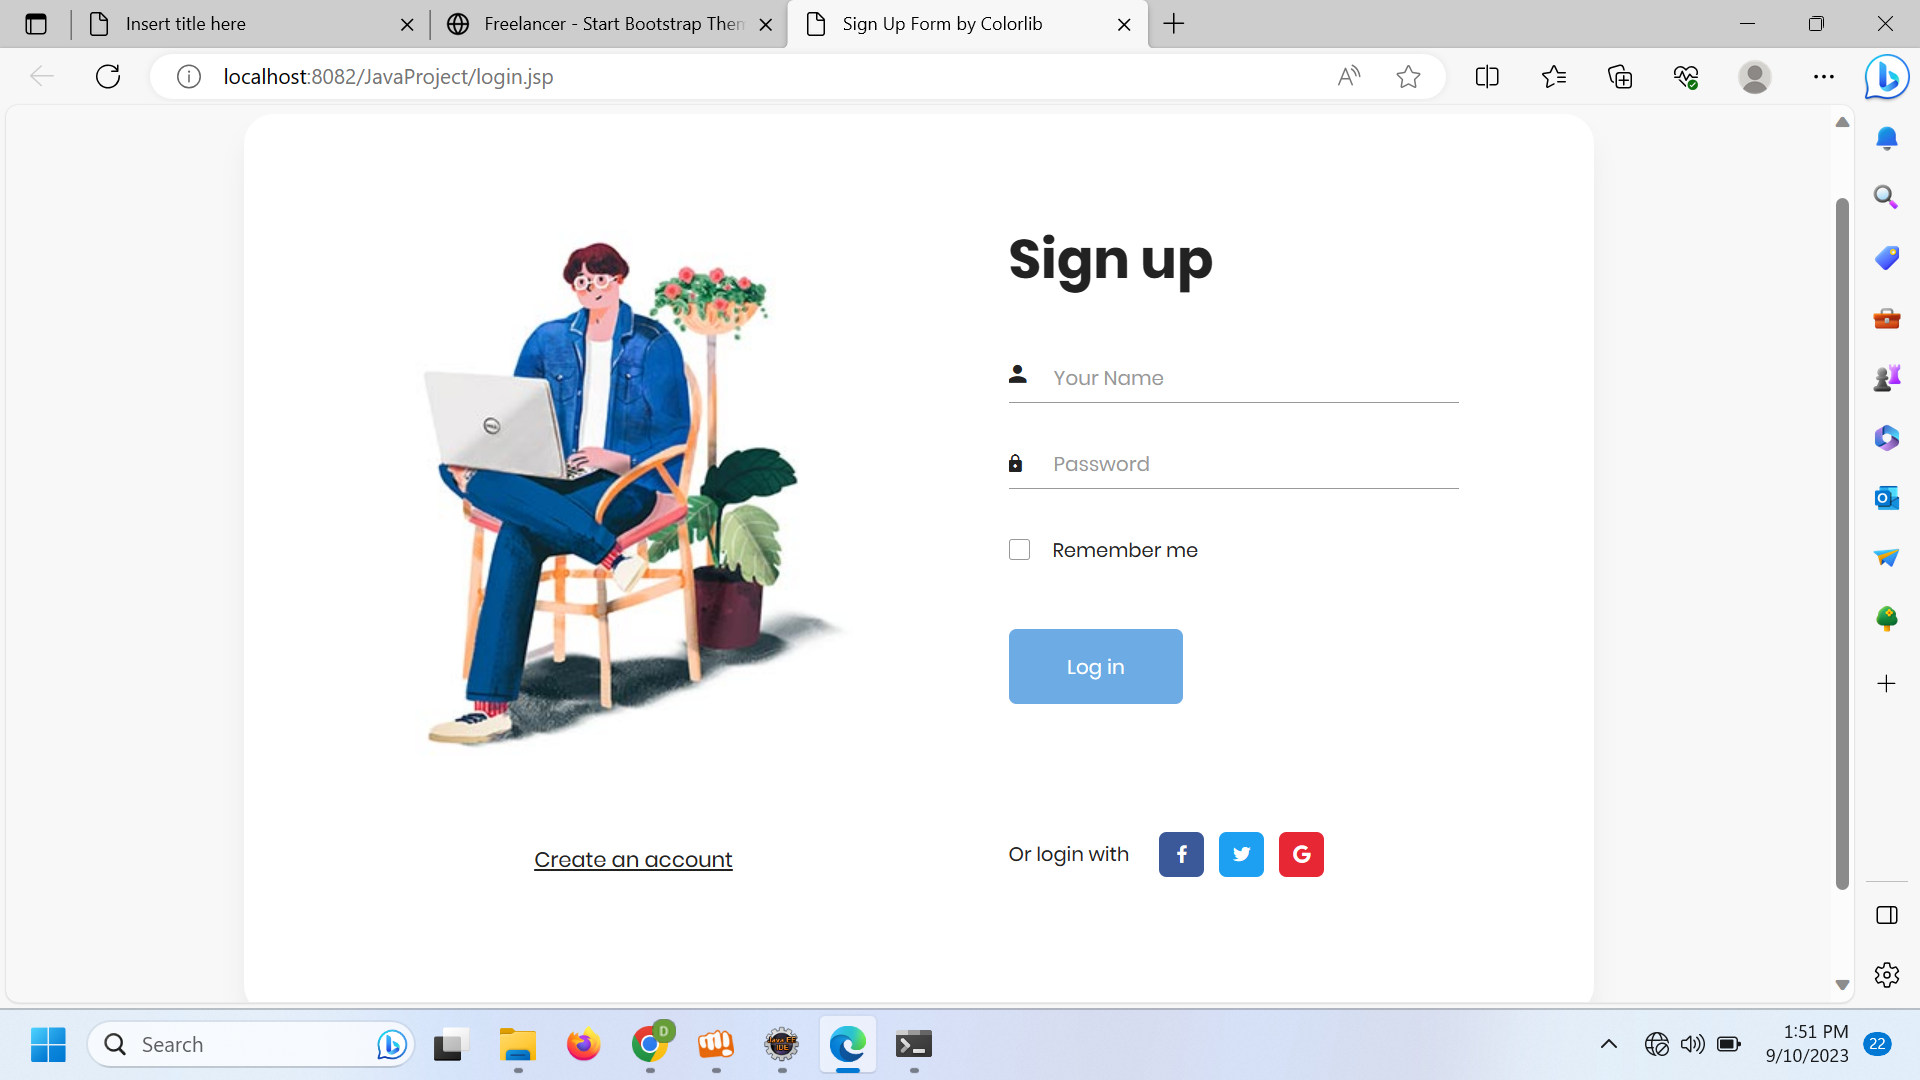 Insert title here
Freelancer - Start Bootstrap Them
Sign Up Form by Colorlib
localhost:8082/JavaProject/login.jsp
Sign up
Your Name
Password
Remember me
Log in
Create an account
Or login with
Search
D
1:51 PM
9/10/2023
22